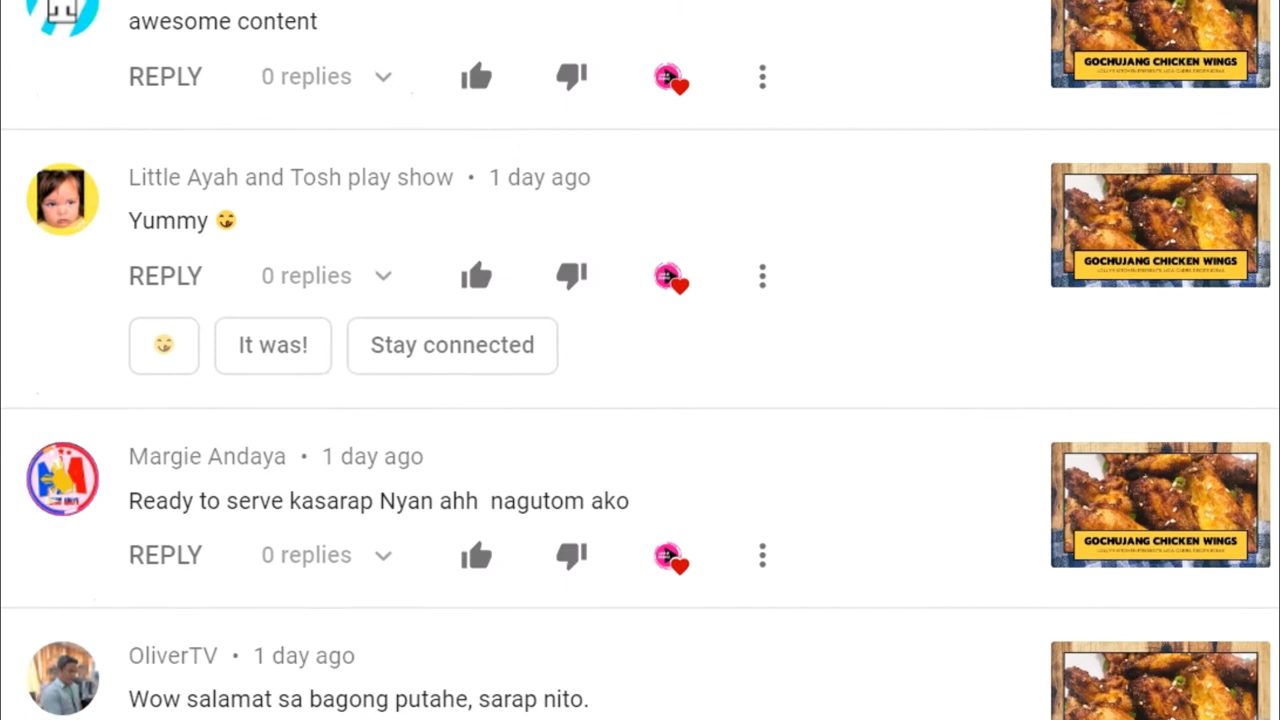 awesome content
REPLY 0 replies
GOCHUJANG CHICKEN WINGS
Little Ayah and Tosh play show • 1 day ago
Yummy 😋
REPLY 0 replies
😋 It was! Stay connected
GOCHUJANG CHICKEN WINGS
Margie Andaya • 1 day ago
Ready to serve kasarap Nyan ahh nagutom ako
REPLY 0 replies
GOCHUJANG CHICKEN WINGS
OliverTV • 1 day ago
Wow salamat sa bagong putahe, sarap nito.